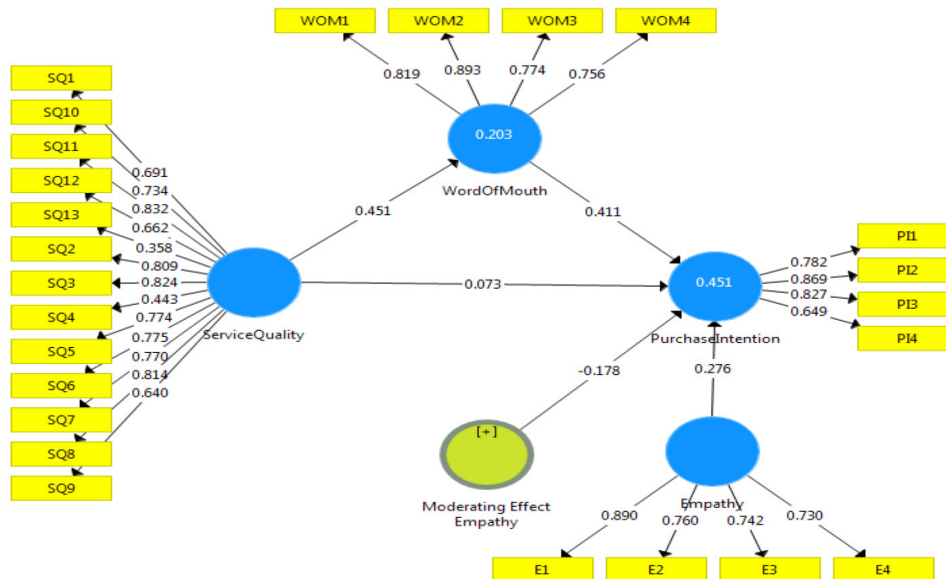 WOM1 WOM2 WOM3 WOM4
0.819 0.893 0.774 0.756
0.203
WordOfMouth
SQ1
SQ10
SQ11
SQ12
SQ13
SQ2
SQ3
SQ4
SQ5
SQ6
SQ7
SQ8
SQ9
0.691
0.734
0.832
0.662
0.358
0.809
0.824
0.443
0.774
0.775
0.770
0.814
0.640
ServiceQuality
0.451
0.411
0.073
0.451
PurchaseIntention
0.782
0.869
0.827
0.649
PI1
PI2
PI3
PI4
-0.178
0.276
[+]
Moderating Effect
Empathy
Empathy
0.890 0.760 0.742 0.730
E1 E2 E3 E4